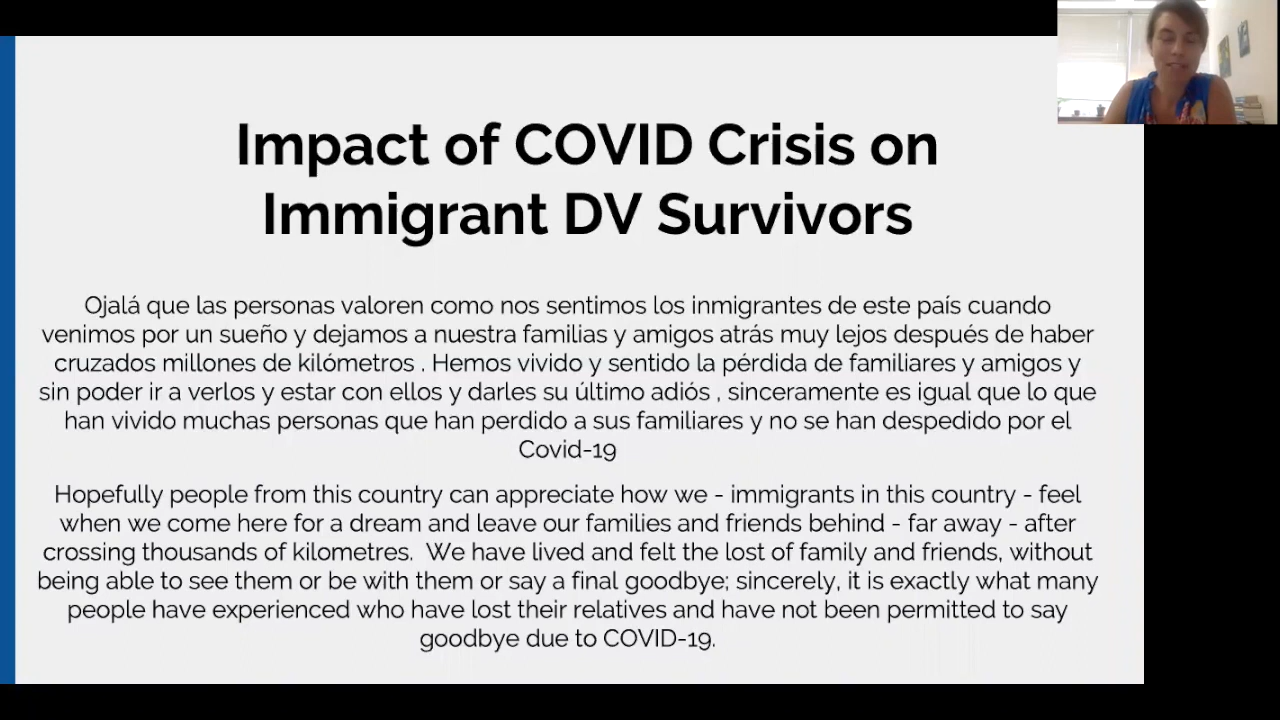 Impact of COVID Crisis on
Immigrant DV Survivors
Ojalá que las personas valoren como nos sentimos los inmigrantes de este país cuando
venimos por un sueño y dejamos a nuestra familias y amigos atrás muy lejos después de haber
cruzados millones de kilómetros . Hemos vivido y sentido la pérdida de familiares y amigos y
sin poder ir a verlos y estar con ellos y darles su último adiós , sinceramente es igual que lo que
han vivido muchas personas que han perdido a sus familiares y no se han despedido por el
Covid-19
Hopefully people from this country can appreciate how we - immigrants in this country - feel
when we come here for a dream and leave our families and friends behind - far away - after
crossing thousands of kilometres.  We have lived and felt the lost of family and friends, without
being able to see them or be with them or say a final goodbye; sincerely, it is exactly what many
people have experienced who have lost their relatives and have not been permitted to say
goodbye due to COVID-19.